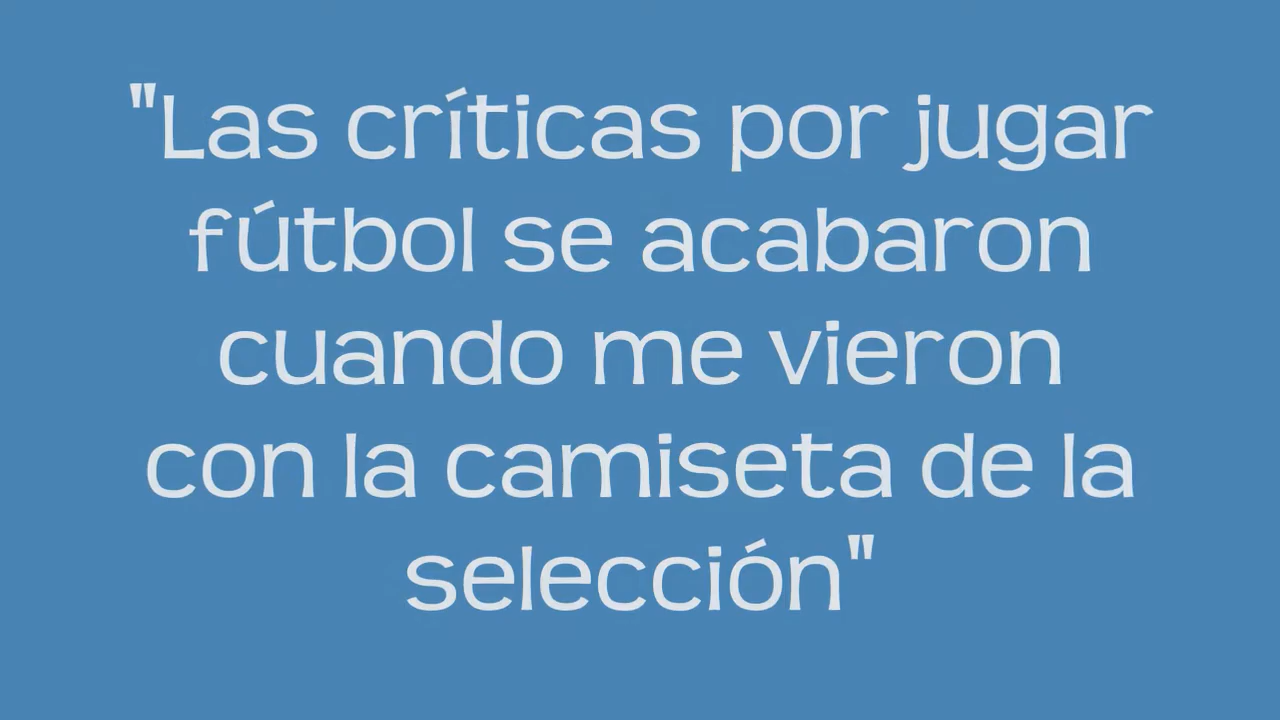 "Las críticas por jugar
fútbol se acabaron
cuando me vieron
con la camiseta de la
selección"